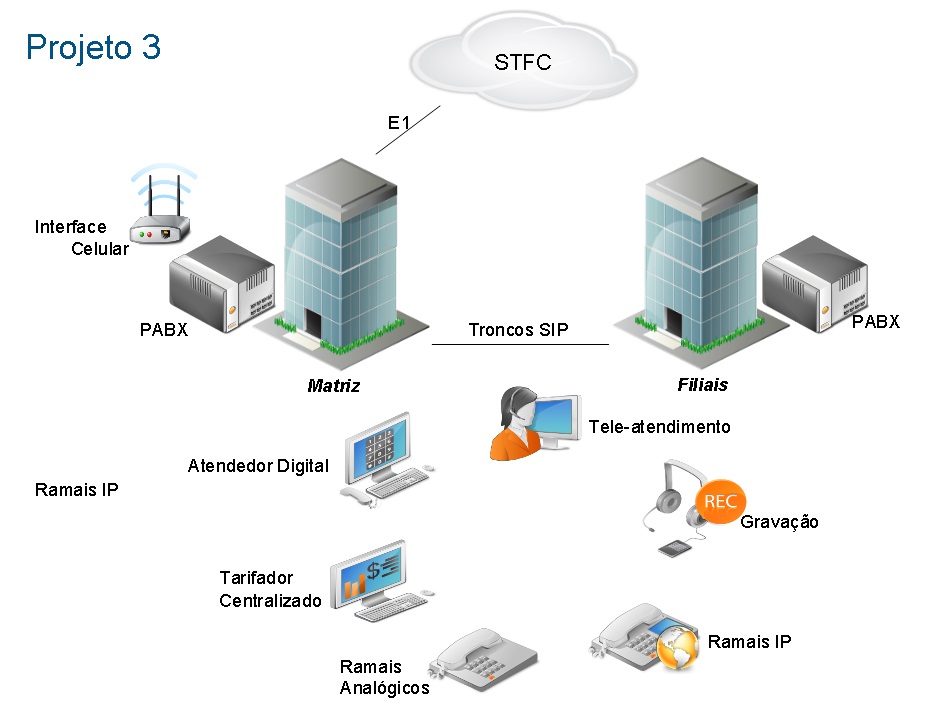 Projeto 3
STFC
E1
Interface
Celular
PABX
Troncos SIP
PABX
Matriz
Filiais
Tele-atendimento
Atendedor Digital
Ramais IP
REC
Gravação
$
Tarifador
Centralizado
Ramais IP
Ramais
Analógicos